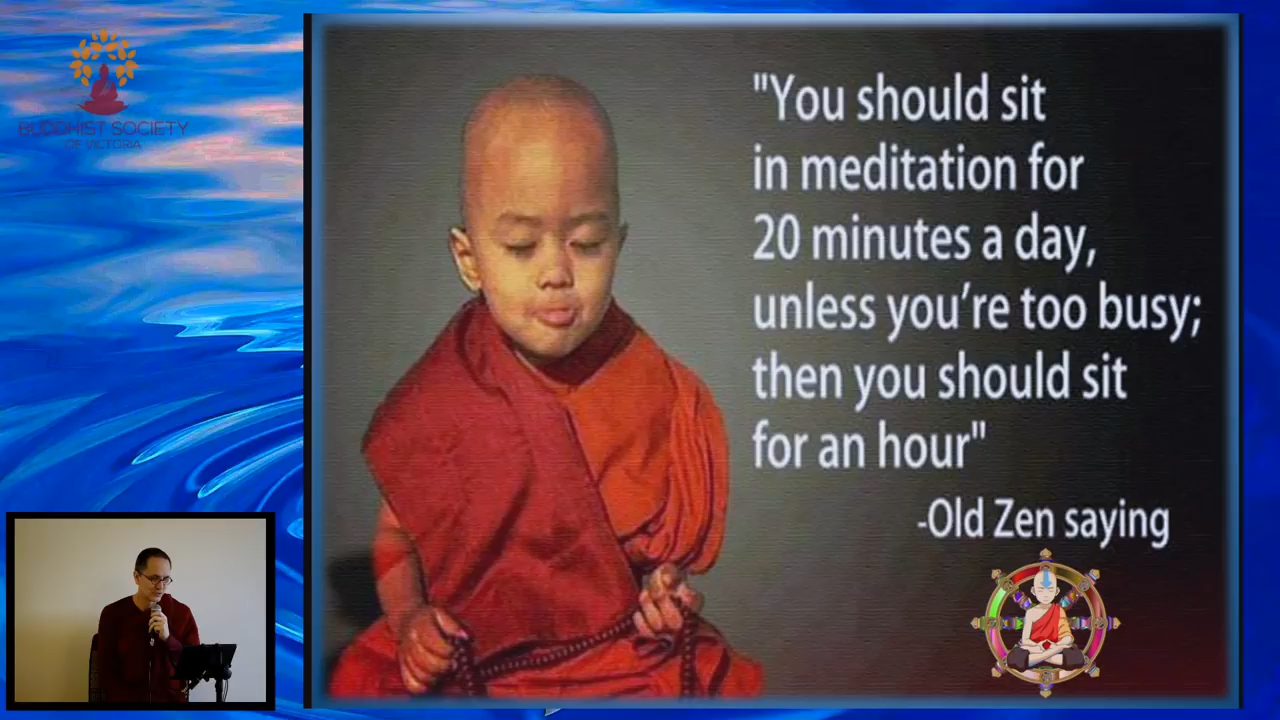 BUDDHIST SOCIETY
OF VICTORIA
"You should sit
in meditation for
20 minutes a day,
unless you’re too busy;
then you should sit
for an hour"
-Old Zen saying